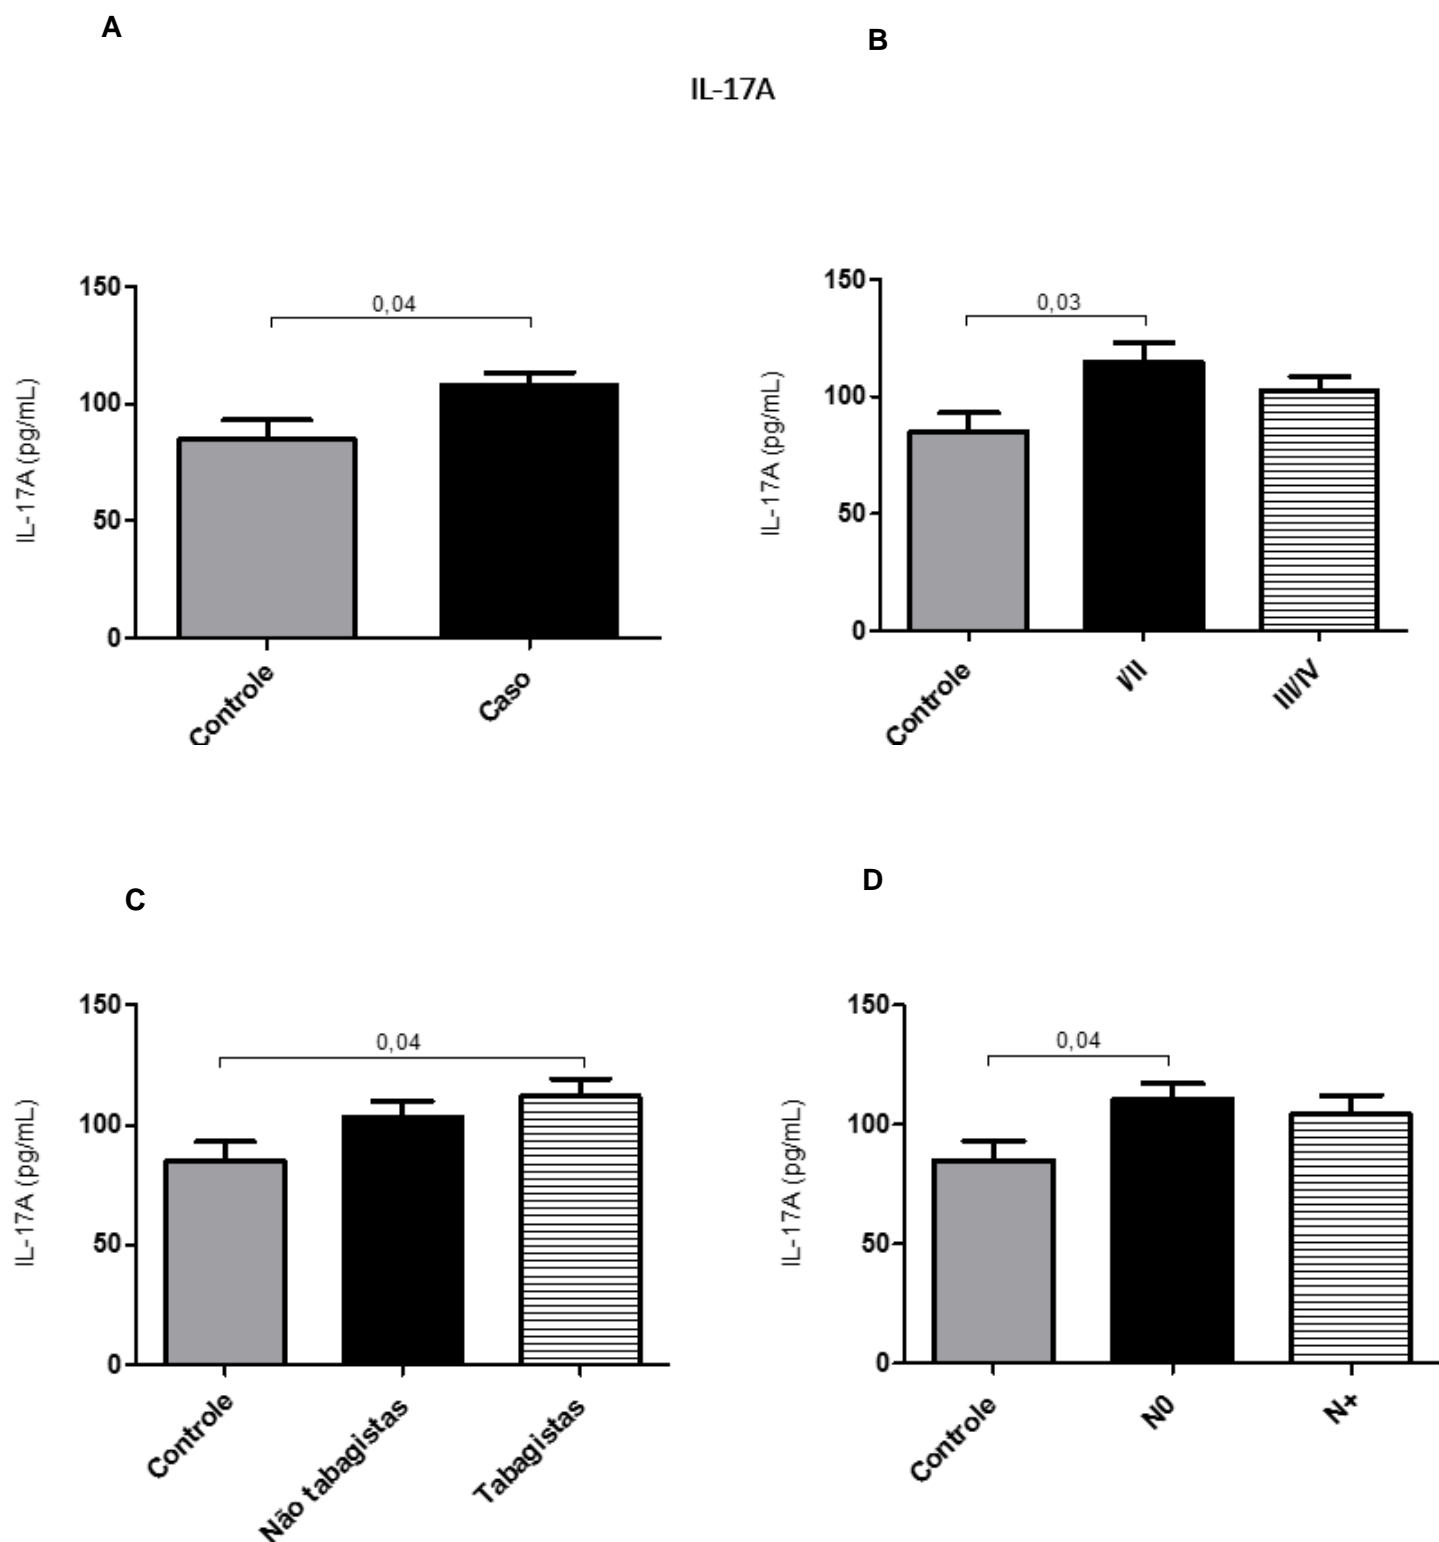 A
B
IL-17A
150
100
50
0
IL-17A (pg/mL)
0,04
Controle
Caso
150
100
50
0
IL-17A (pg/mL)
0,03
Controle
I/II
III/IV
C
D
150
100
50
0
IL-17A (pg/mL)
0,04
Controle
Não tabagistas
Tabagistas
150
100
50
0
IL-17A (pg/mL)
0,04
Controle
N0
N+